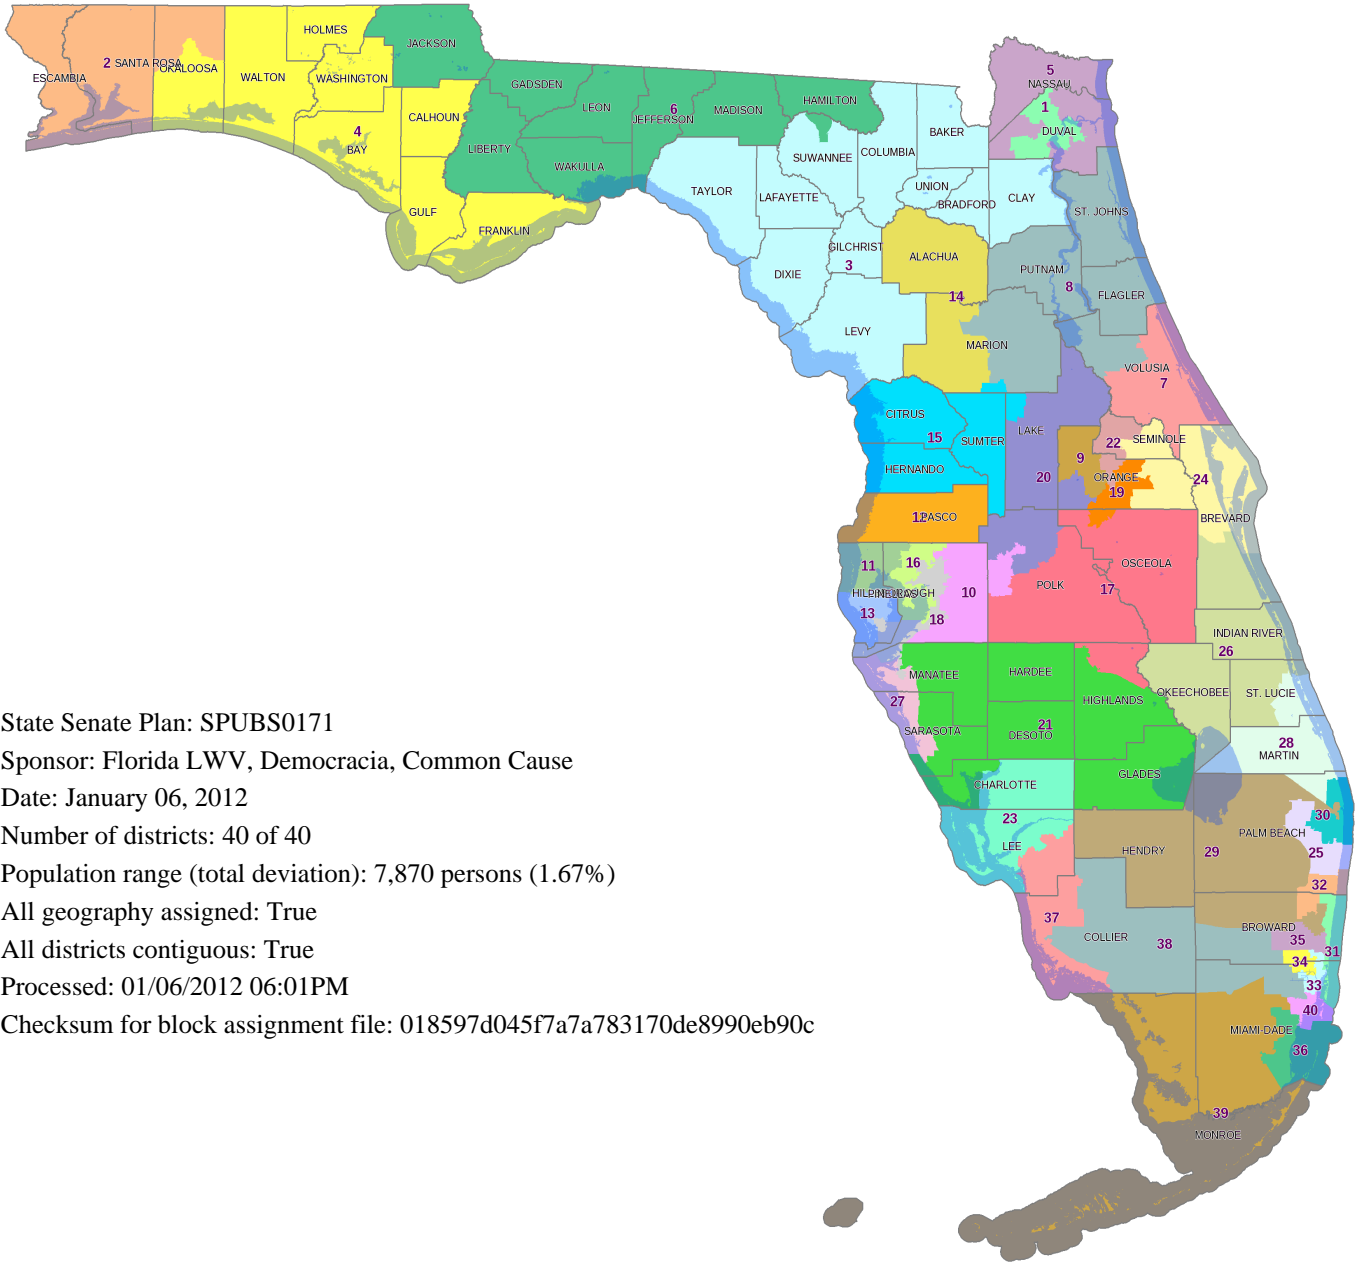 HOLMES
JACKSON
2 SANTA ROSA
OKALOOSA
ESCAMBIA
WALTON
WASHINGTON
GADSDEN
LEON
6
JEFFERSON
MADISON
HAMILTON
CALHOUN
4
BAY
LIBERTY
WAKULLA
GULF
FRANKLIN
TAYLOR
LAFAYETTE
SUWANNEE
COLUMBIA
BAKER
UNION
BRADFORD
CLAY
5
NASSAU
1
DUVAL
ST. JOHNS
GILCHRIST
3
DIXIE
ALACHUA
14
PUTNAM
8
FLAGLER
LEVY
MARION
VOLUSIA
7
CITRUS
15
SUMTER
LAKE
HERNANDO
20
9
22
SEMINOLE
ORANGE
19
24
BREVARD
12
PASCO
11
16
HILLSBOROUGH
PINELLAS
13
18
10
POLK
17
OSCEOLA
INDIAN RIVER
26
MANATEE
HARDEE
HIGHLANDS
OKEECHOBEE
ST. LUCIE
27
SARASOTA
21
DESOTO
28
MARTIN
CHARLOTTE
GLADES
23
LEE
HENDRY
29
PALM BEACH
30
25
32
37
COLLIER
38
BROWARD
35
31
34
33
40
MIAMI-DADE
36
39
MONROE
State Senate Plan: SPUBS0171
Sponsor: Florida LWV, Democracia, Common Cause
Date: January 06, 2012
Number of districts: 40 of 40
Population range (total deviation): 7,870 persons (1.67%)
All geography assigned: True
All districts contiguous: True
Processed: 01/06/2012 06:01PM
Checksum for block assignment file: 018597d045f7a7a783170de8990eb90c